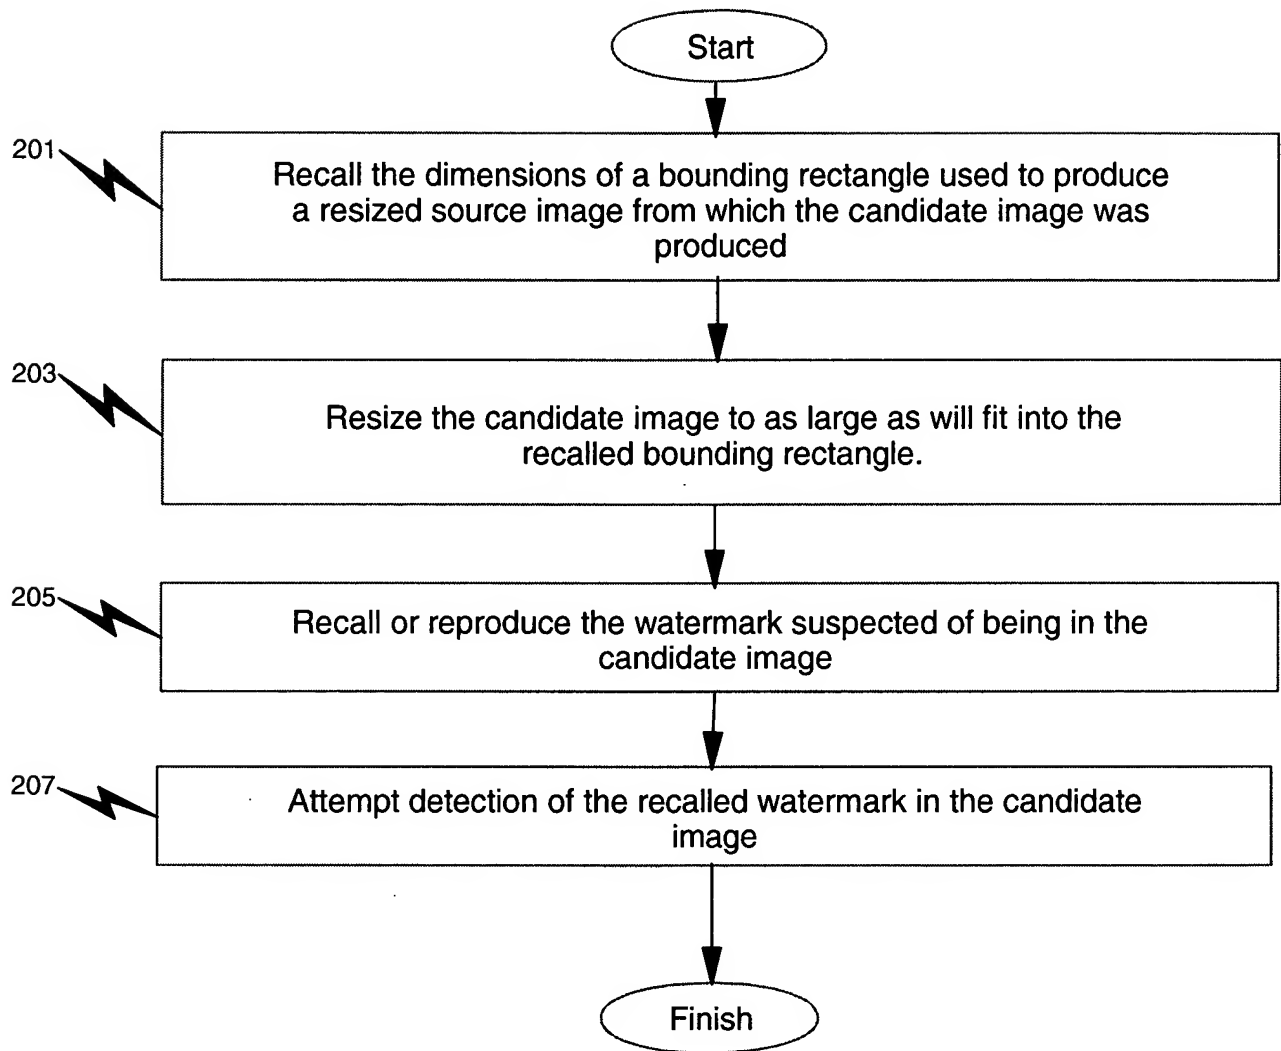 Start
201
Recall the dimensions of a bounding rectangle used to produce
a resized source image from which the candidate image was
produced
203
Resize the candidate image to as large as will fit into the
recalled bounding rectangle.
205
Recall or reproduce the watermark suspected of being in the
candidate image
207
Attempt detection of the recalled watermark in the candidate
image
Finish